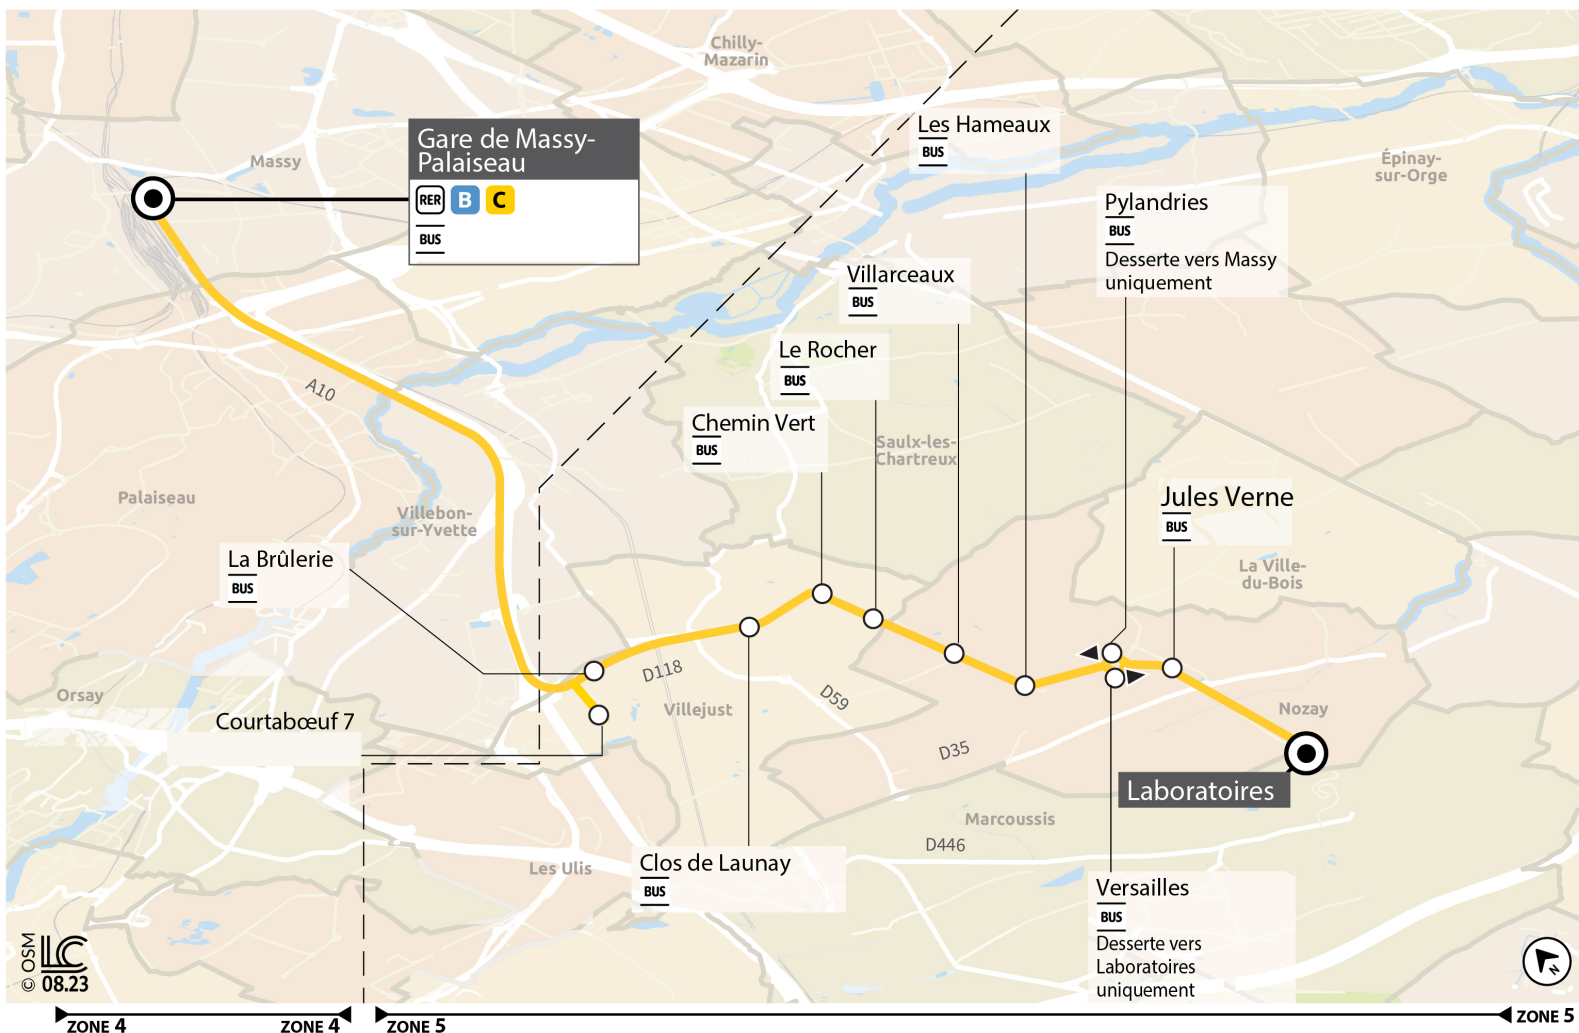 Chilly-
Mazarin
Les Hameaux
BUS
Gare de Massy-
Palaiseau
RER B C
BUS
Massy
Épinay-
sur-Orge
Pylandries
BUS
Desserte vers Massy
uniquement
Villarceaux
BUS
Le Rocher
BUS
A10
Chemin Vert
BUS
Saulx-les-
Chartreux
Palaiseau
Villebon-
sur-Yvette
Jules Verne
BUS
La Brûlerie
BUS
La Ville-
du-Bois
D118
Orsay
D59
Villejust
Nozay
Courtabœuf 7
D35
Laboratoires
Marcoussis
D446
Les Ulis
Clos de Launay
BUS
Versailles
BUS
Desserte vers
Laboratoires
uniquement
© OSM
LC
08.23
N
ZONE 4
ZONE 4
ZONE 5
ZONE 5